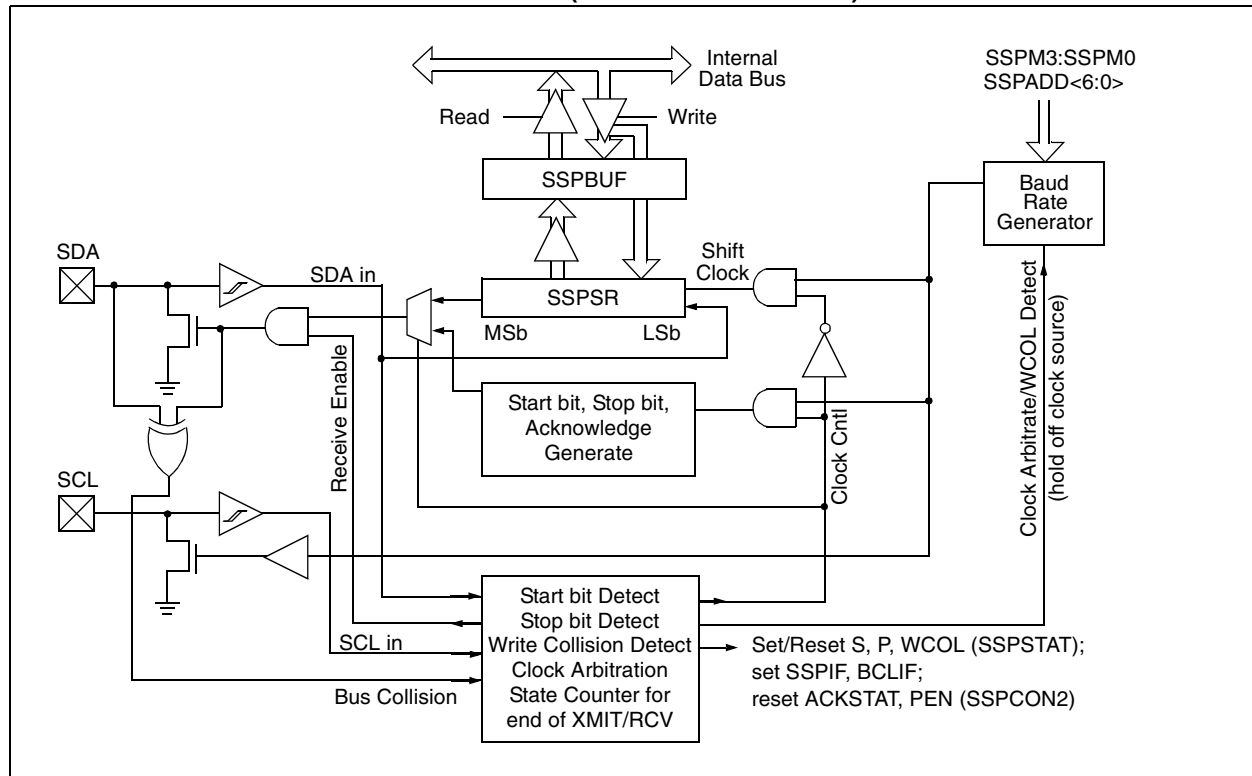 Internal
Data Bus
SSPM3:SSPM0
SSPADD<6:0>
Read
Write
SSPBUF
Baud
Rate
Generator
SDA
SDA in
Shift
Clock
SSPSR
MSb
LSb
Receive Enable
Start bit, Stop bit,
Acknowledge
Generate
Clock Cntl
Clock Arbitrate/WCOL Detect
(hold off clock source)
SCL
SCL in
Bus Collision
Start bit Detect
Stop bit Detect
Write Collision Detect
Clock Arbitration
State Counter for
end of XMIT/RCV
Set/Reset S, P, WCOL (SSPSTAT);
set SSPIF, BCLIF;
reset ACKSTAT, PEN (SSPCON2)